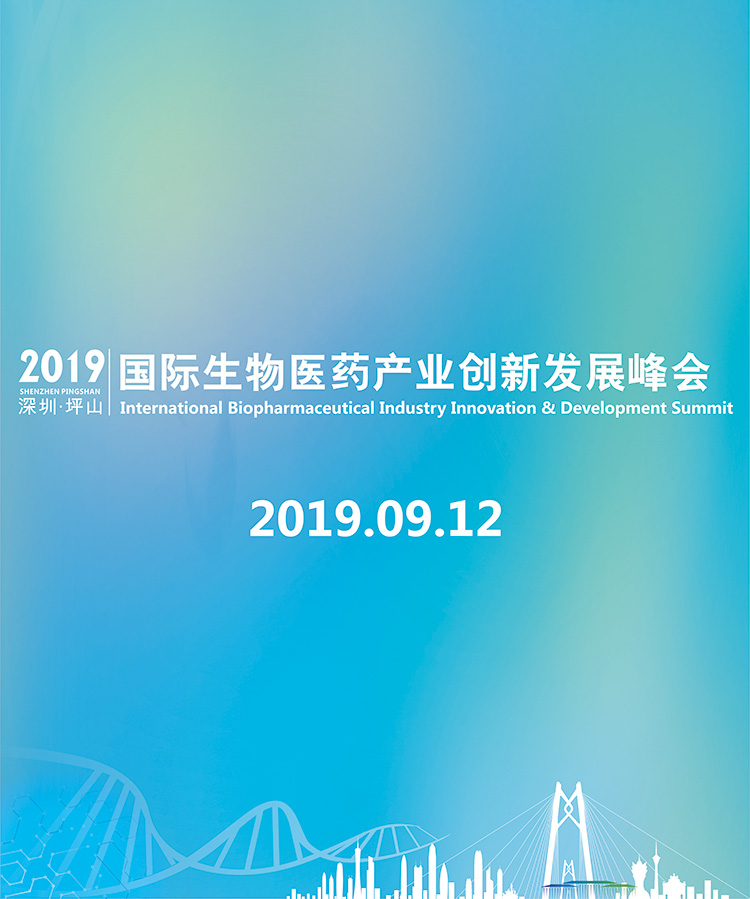 2019
SHENZHEN PINGSHAN
深圳·坪山
国际生物医药产业创新发展峰会
International Biopharmaceutical Industry Innovation & Development Summit
2019.09.12